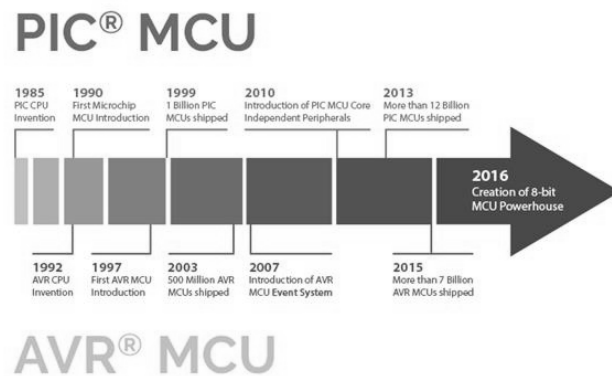 PIC® MCU
1985
PIC CPU
Invention
1990
First Microchip
MCU Introduction
1999
1 Billion PIC
MCUs shipped
2010
Introduction of PIC MCU Core
Independent Peripherals
2013
More than 12 Billion
PIC MCUs shipped
2016
Creation of 8-bit
MCU Powerhouse
1992
AVR CPU
Invention
1997
First AVR MCU
Introduction
2003
500 Million AVR
MCUs shipped
2007
Introduction of AVR
MCU Event System
2015
More than 7 Billion
AVR MCUs shipped
AVR® MCU